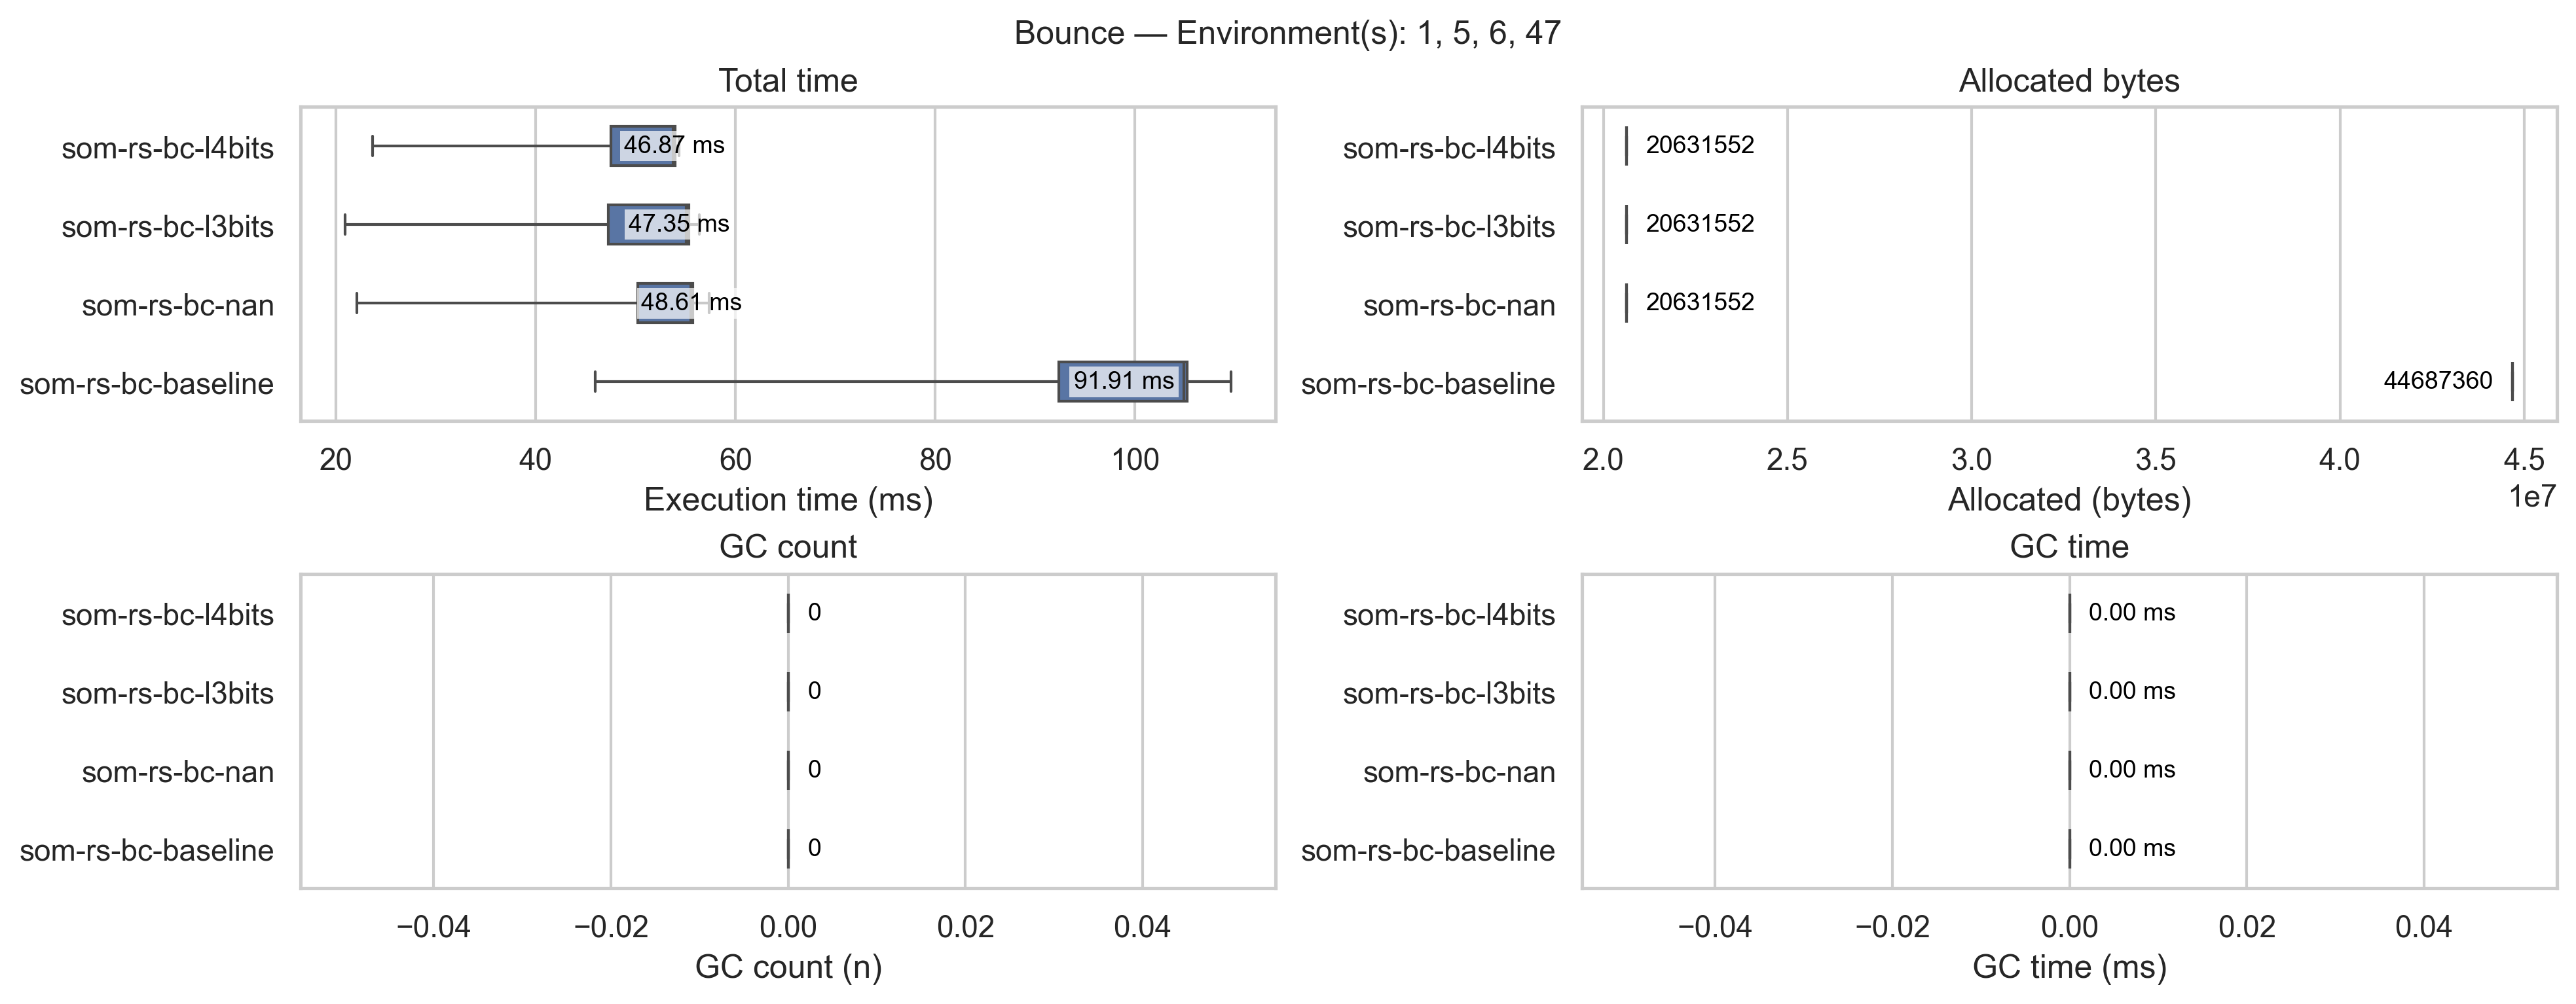 Bounce — Environment(s): 1, 5, 6, 47
Total time
som-rs-bc-l4bits
46.87 ms
som-rs-bc-l3bits
47.35 ms
som-rs-bc-nan
48.61 ms
som-rs-bc-baseline
91.91 ms
20 40 60 80 100
Execution time (ms)
Allocated bytes
som-rs-bc-l4bits
20631552
som-rs-bc-l3bits
20631552
som-rs-bc-nan
20631552
som-rs-bc-baseline
44687360
2.0 2.5 3.0 3.5 4.0 4.5
1e7
Allocated (bytes)
GC count
som-rs-bc-l4bits
0
som-rs-bc-l3bits
0
som-rs-bc-nan
0
som-rs-bc-baseline
0
−0.04 −0.02 0.00 0.02 0.04
GC count (n)
GC time
som-rs-bc-l4bits
0.00 ms
som-rs-bc-l3bits
0.00 ms
som-rs-bc-nan
0.00 ms
som-rs-bc-baseline
0.00 ms
−0.04 −0.02 0.00 0.02 0.04
GC time (ms)